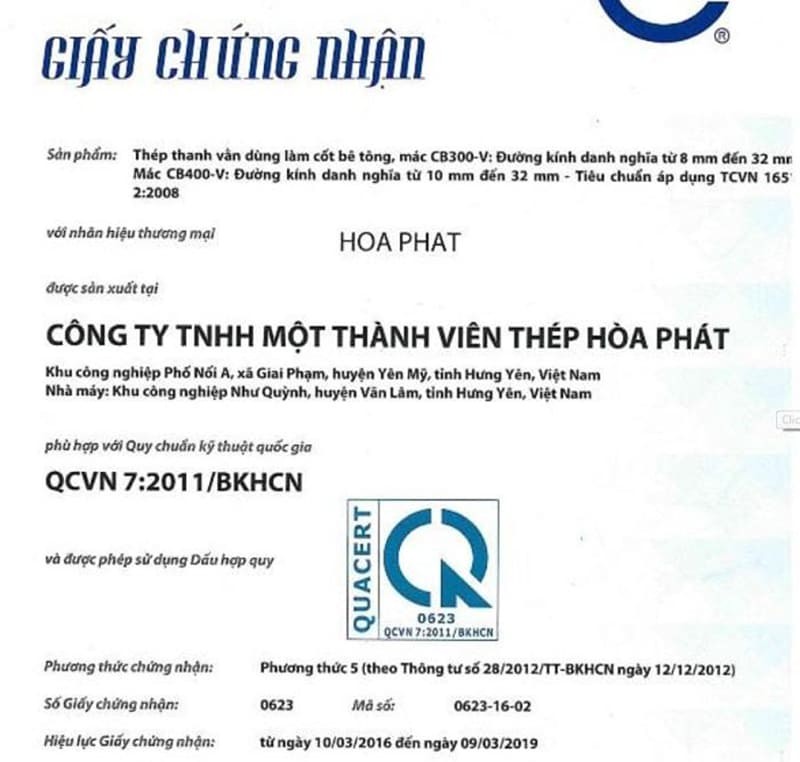 ®
GIẤY CHỨNG NHẬN
Sản phẩm: Thép thanh vằn dùng làm cốt bê tông, mác CB300-V: Đường kính danh nghĩa từ 8 mm đến 32 mm
Mác CB400-V: Đường kính danh nghĩa từ 10 mm đến 32 mm - Tiêu chuẩn áp dụng TCVN 165
2:2008
với nhãn hiệu thương mại HOA PHAT
được sản xuất tại
CÔNG TY TNHH MỘT THÀNH VIÊN THÉP HÒA PHÁT
Khu công nghiệp Phố Nối A, xã Giai Phạm, huyện Yên Mỹ, tỉnh Hưng Yên, Việt Nam
Nhà máy: Khu công nghiệp Như Quỳnh, huyện Văn Lâm, tỉnh Hưng Yên, Việt Nam
phù hợp với Quy chuẩn kỹ thuật quốc gia
QCVN 7:2011/BKHCN
và được phép sử dụng Dấu hợp quy
QUACERT
0623
QCVN 7:2011/BKHCN
Phương thức chứng nhận: Phương thức 5 (theo Thông tư số 28/2012/TT-BKHCN ngày 12/12/2012)
Số Giấy chứng nhận: 0623 Mã số: 0623-16-02
Hiệu lực Giấy chứng nhận: từ ngày 10/03/2016 đến ngày 09/03/2019